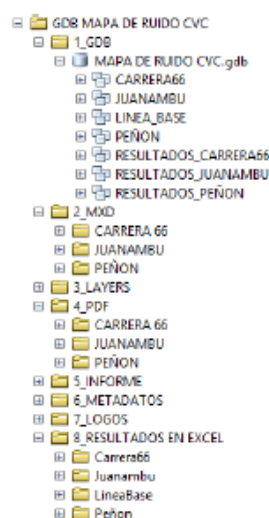 GDB MAPA DE RUIDO CVC
1_GDB
MAPA DE RUIDO CVC.gdb
CARRERA66
JUANAMBU
LINEA_BASE
PEÑON
RESULTADOS_CARRERA66
RESULTADOS_JUANAMBU
RESULTADOS_PEÑON
2_MXD
CARRERA 66
JUANAMBU
PEÑON
3_LAYERS
4_PDF
CARRERA 66
JUANAMBU
PEÑON
5_INFORME
6_METADATOS
7_LOGOS
8_RESULTADOS EN EXCEL
Carrera66
Juanambu
LineaBase
Peñon